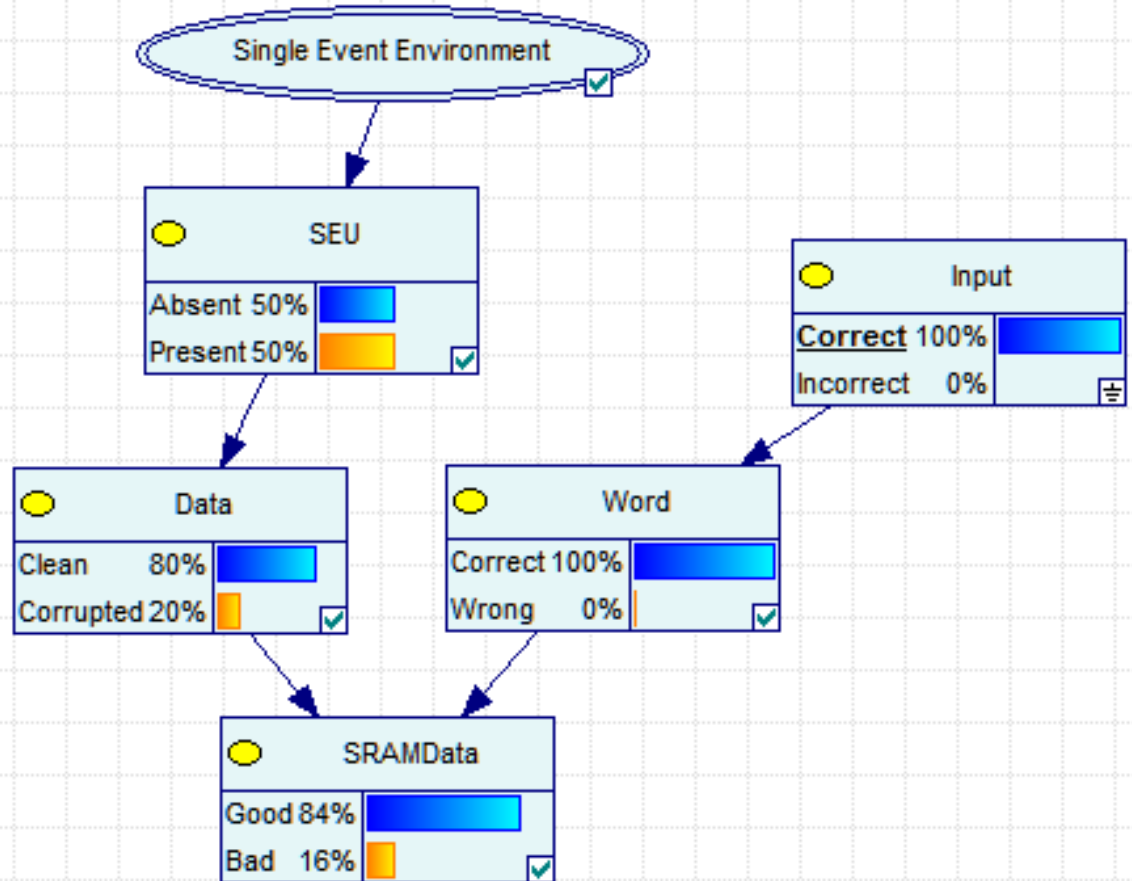 Single Event Environment
SEU
Absent 50%
Present 50%
Input
Correct 100%
Incorrect 0%
Data
Clean 80%
Corrupted 20%
Word
Correct 100%
Wrong 0%
SRAMData
Good 84%
Bad 16%